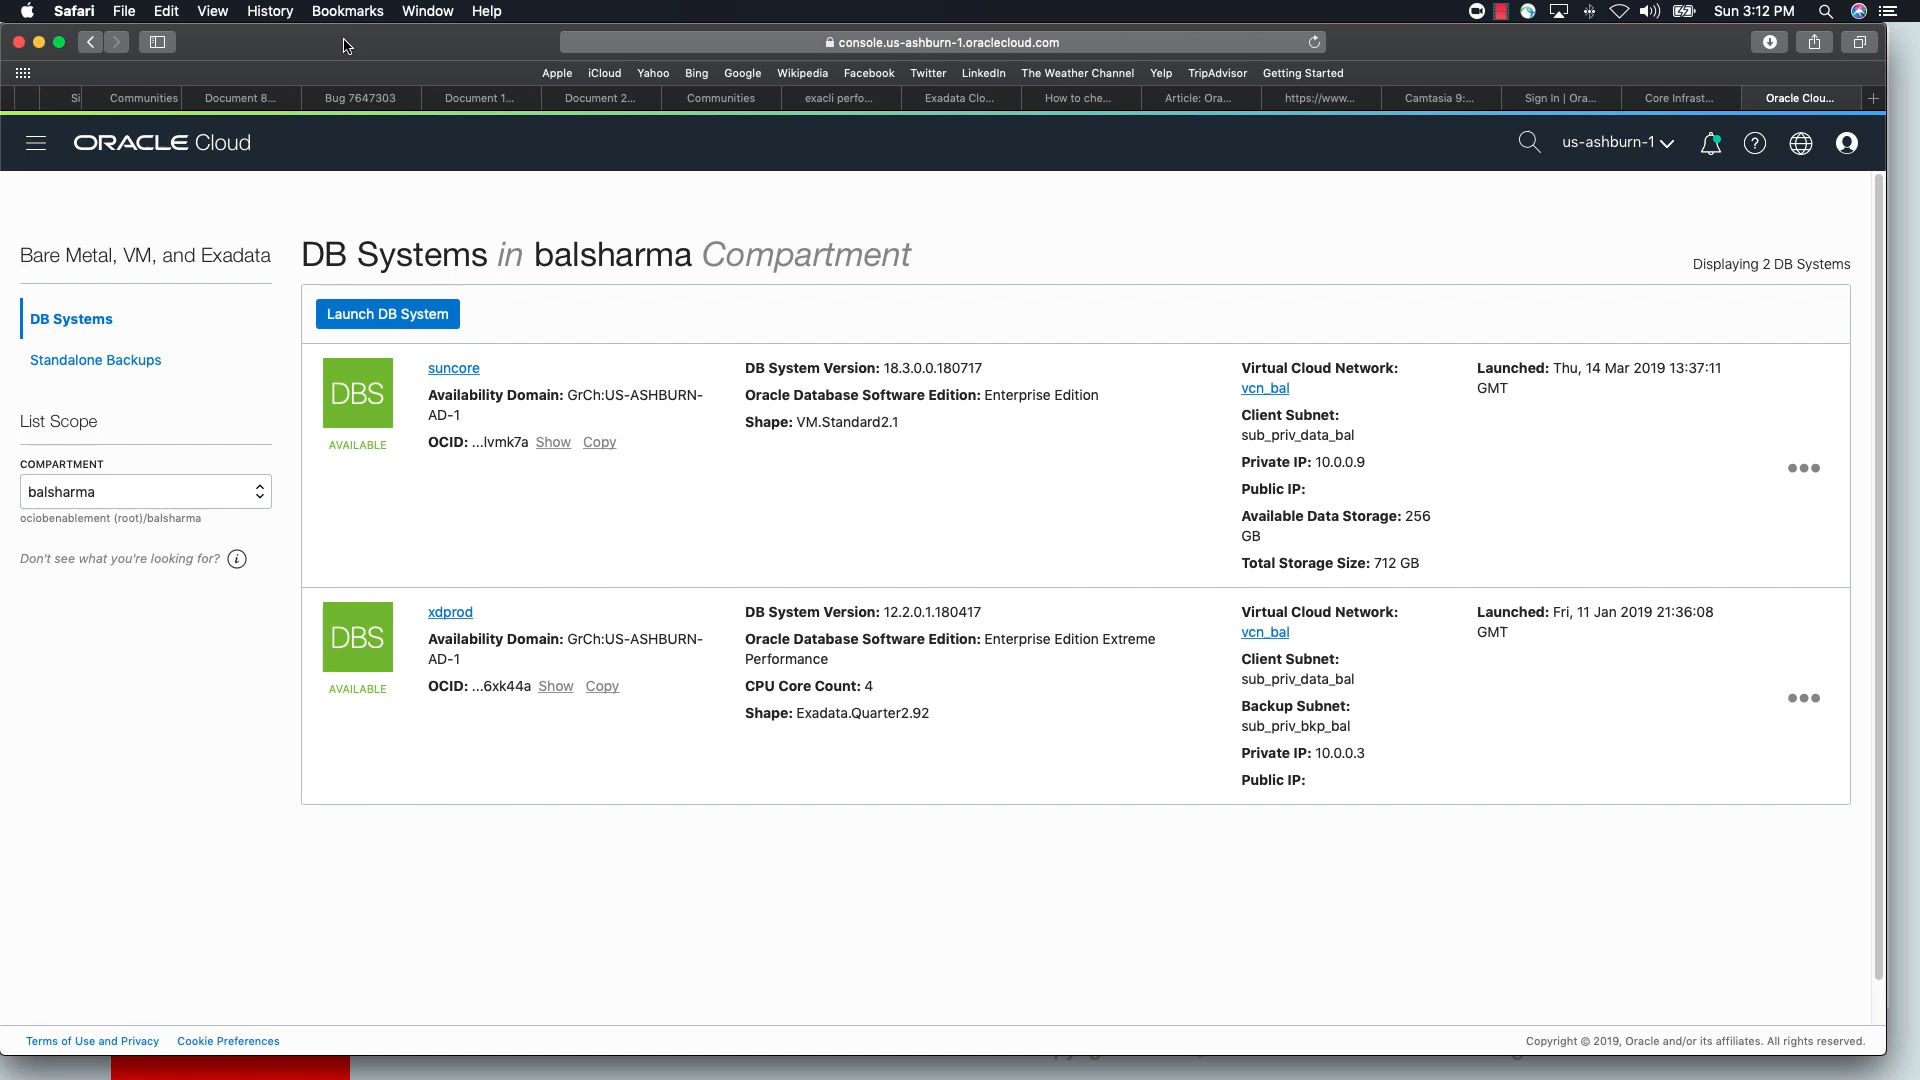 Safari File Edit View History Bookmarks Window Help Sun 3:12 PM
console.us-ashburn-1.oraclecloud.com
Apple iCloud Yahoo Bing Google Wikipedia Facebook Twitter LinkedIn The Weather Channel Yelp TripAdvisor Getting Started
Si Communities Document 8... Bug 7647303 Document 1... Document 2... Communities exacli perfo... Exadata Clo... How to che... Article: Ora... https://www... Camtasia 9:... Sign In | Ora... Core Infrast... Oracle Clou...
ORACLE Cloud us-ashburn-1
Bare Metal, VM, and Exadata
DB Systems
Standalone Backups
List Scope
COMPARTMENT
balsharma
ociobenablement (root)/balsharma
Don't see what you're looking for?
DB Systems in balsharma Compartment
Displaying 2 DB Systems
Launch DB System
DBS
AVAILABLE
suncore
Availability Domain: GrCh:US-ASHBURN-
AD-1
OCID: ...lvmk7a Show Copy
DB System Version: 18.3.0.0.180717
Oracle Database Software Edition: Enterprise Edition
Shape: VM.Standard2.1
Virtual Cloud Network:
vcn_bal
Client Subnet:
sub_priv_data_bal
Private IP: 10.0.0.9
Public IP:
Available Data Storage: 256
GB
Total Storage Size: 712 GB
Launched: Thu, 14 Mar 2019 13:37:11
GMT
DBS
AVAILABLE
xdprod
Availability Domain: GrCh:US-ASHBURN-
AD-1
OCID: ...6xk44a Show Copy
DB System Version: 12.2.0.1.180417
Oracle Database Software Edition: Enterprise Edition Extreme
Performance
CPU Core Count: 4
Shape: Exadata.Quarter2.92
Virtual Cloud Network:
vcn_bal
Client Subnet:
sub_priv_data_bal
Backup Subnet:
sub_priv_bkp_bal
Private IP: 10.0.0.3
Public IP:
Launched: Fri, 11 Jan 2019 21:36:08
GMT
Terms of Use and Privacy Cookie Preferences
Copyright © 2019, Oracle and/or its affiliates. All rights reserved.